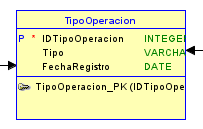 TipoOperacion
P * IDTipoOperacion INTEGE
Tipo VARCHA
FechaRegistro DATE
TipoOperacion_PK (IDTipoOpe